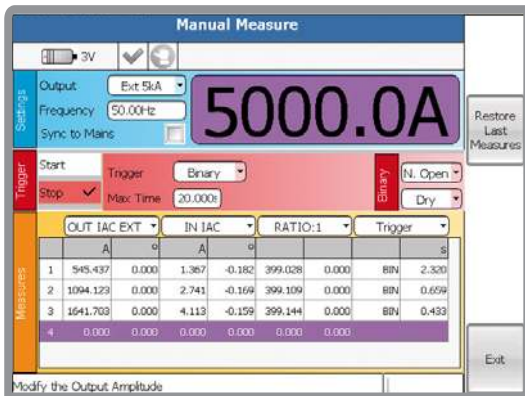 Manual Measure
3V
Settings
Output Ext 5kA
5000.0A
Frequency 50.00Hz
Sync to Mains
Restore
Last
Measures
Trigger
Start
Stop
Trigger Binary
Max Time 20.000s
Binary
N. Open
Dry
Measures
OUT IAC EXT IN IAC RATIO:1 Trigger
A ° A ° s
1 545.437 0.000 1.367 -0.182 399.028 0.000 BIN 2.320
2 1094.123 0.000 2.741 -0.169 399.109 0.000 BIN 0.659
3 1641.703 0.000 4.113 -0.159 399.144 0.000 BIN 0.433
4 0.000 0.000 0.000 0.000 0.000 0.000
Exit
Modify the Output Amplitude